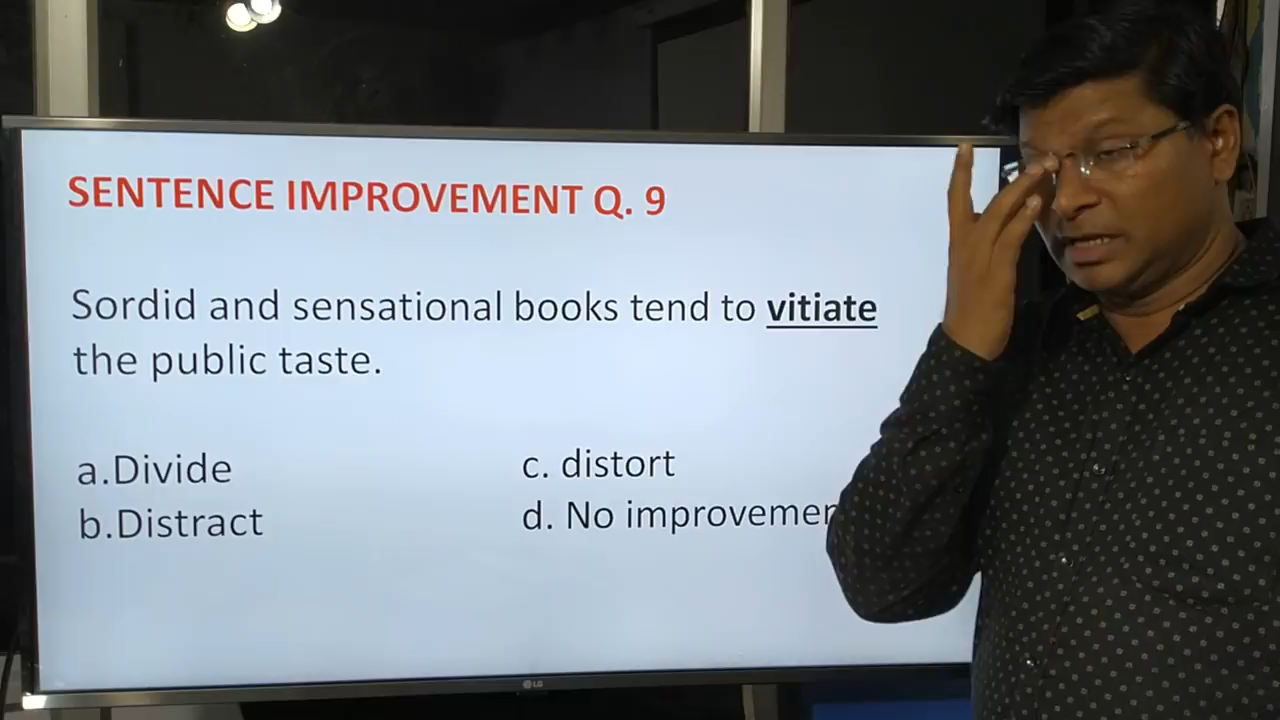 SENTENCE IMPROVEMENT Q. 9
Sordid and sensational books tend to vitiate
the public taste.
a.Divide
b.Distract
c. distort
d. No improvemen
LG